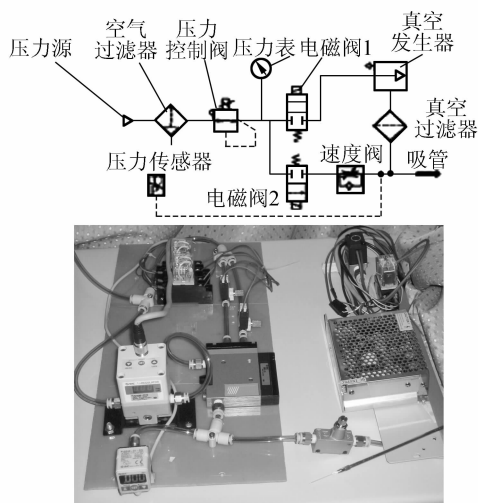 压力源
空气
过滤器
压力
控制阀
压力表
电磁阀1
真空
发生器
真空
过滤器
压力传感器
速度阀
吸管
电磁阀2